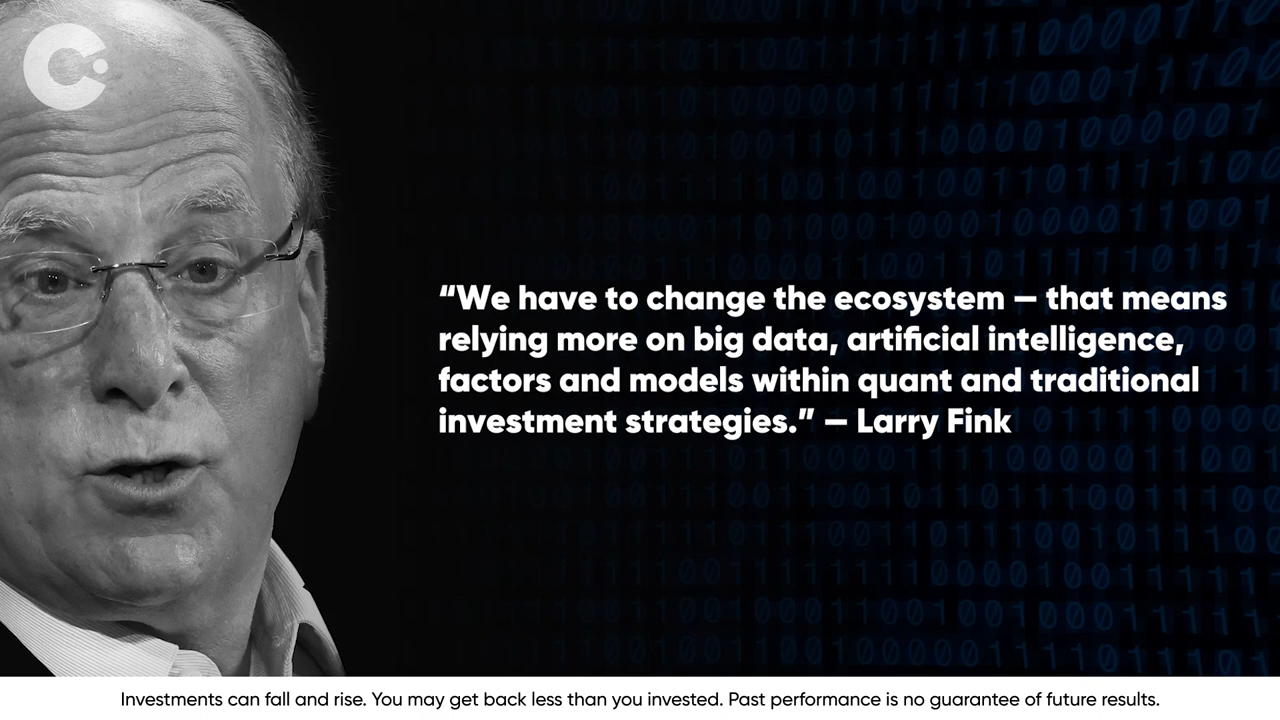 “We have to change the ecosystem — that means
relying more on big data, artificial intelligence,
factors and models within quant and traditional
investment strategies.” — Larry Fink
Investments can fall and rise. You may get back less than you invested. Past performance is no guarantee of future results.